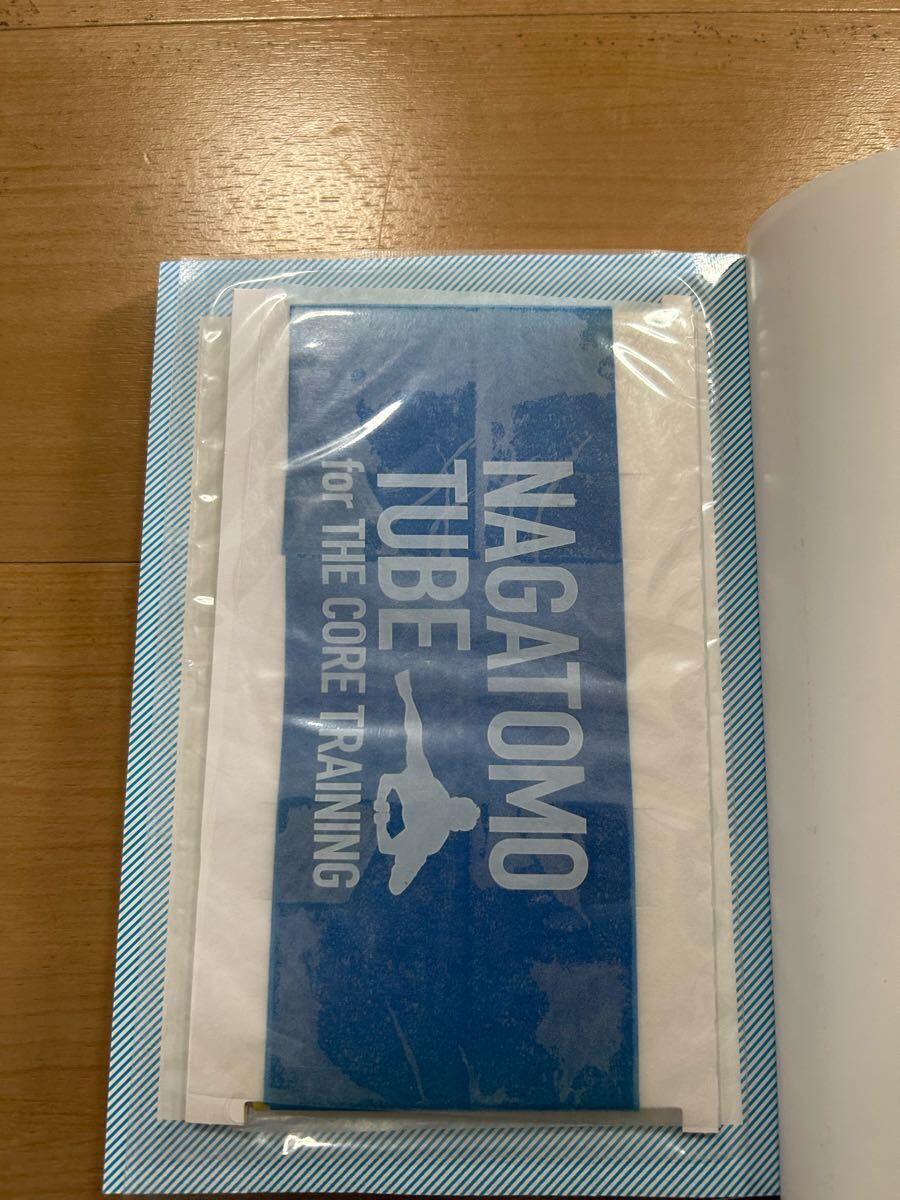 NAGATOMO
TUBE
for THE CORE TRAINING